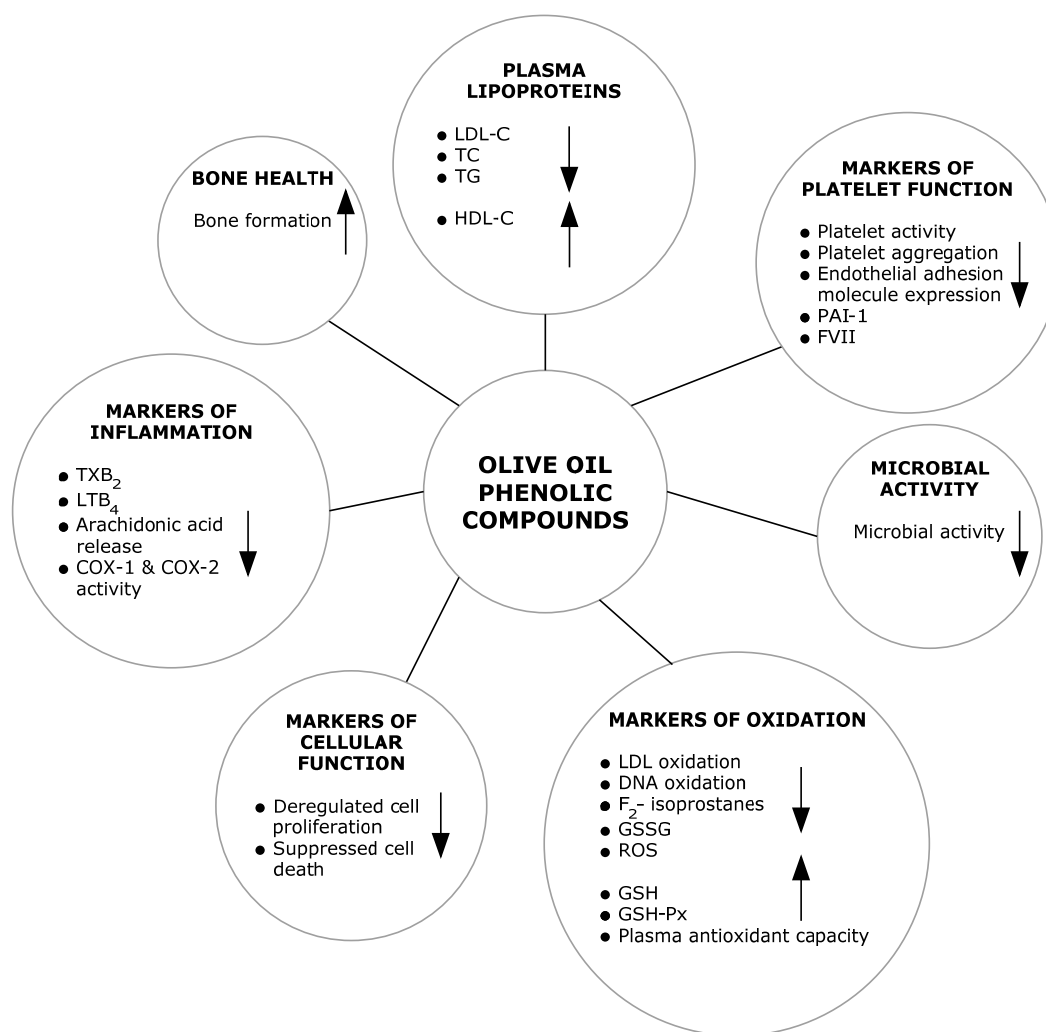 PLASMA
LIPOPROTEINS
● LDL-C
● TC
● TG
● HDL-C
MARKERS OF
PLATELET FUNCTION
● Platelet activity
● Platelet aggregation
● Endothelial adhesion
molecule expression
● PAI-1
● FVII
BONE HEALTH
Bone formation
MARKERS OF
INFLAMMATION
● TXB₂
● LTB₄
● Arachidonic acid
release
● COX-1 & COX-2
activity
OLIVE OIL
PHENOLIC
COMPOUNDS
MICROBIAL
ACTIVITY
Microbial activity
MARKERS OF
CELLULAR
FUNCTION
● Deregulated cell
proliferation
● Suppressed cell
death
MARKERS OF OXIDATION
● LDL oxidation
● DNA oxidation
● F₂- isoprostanes
● GSSG
● ROS
● GSH
● GSH-Px
● Plasma antioxidant capacity